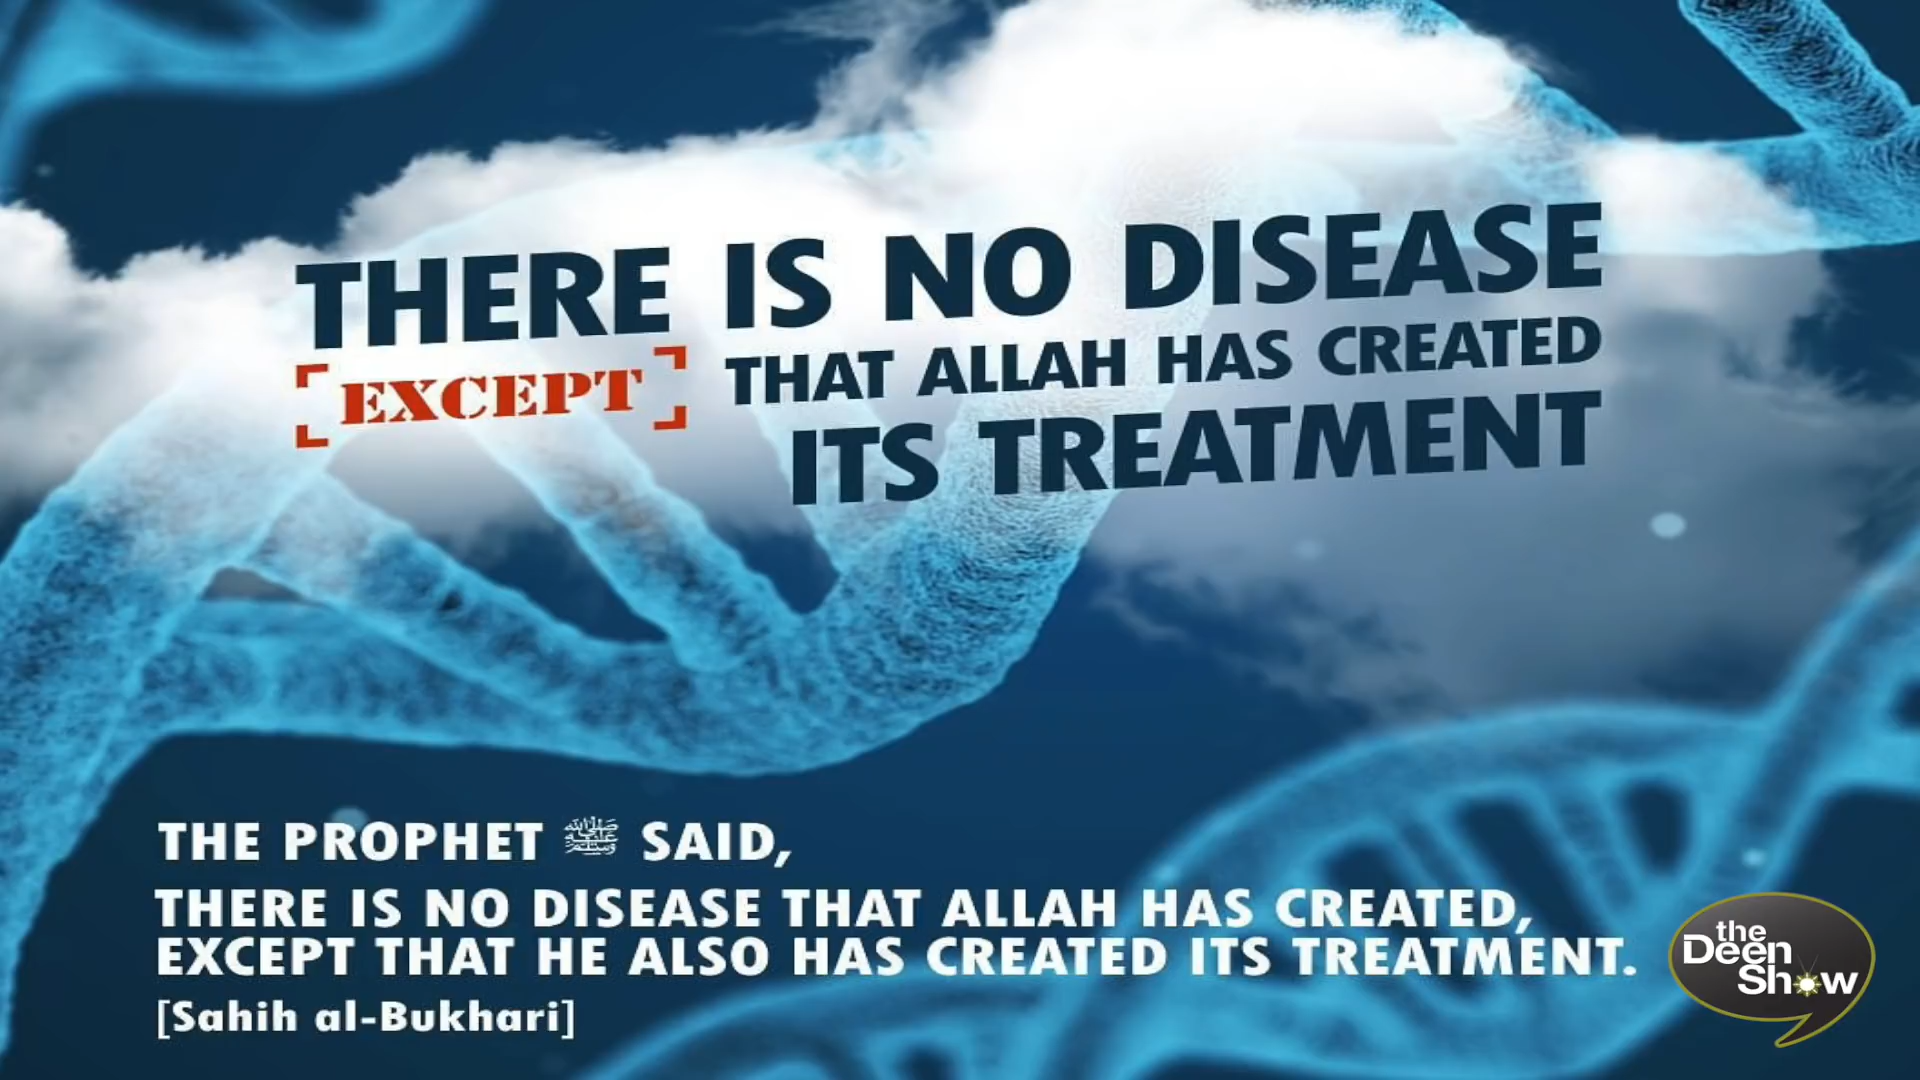 THERE IS NO DISEASE
[EXCEPT] THAT ALLAH HAS CREATED
ITS TREATMENT
THE PROPHET ﷺ SAID,
THERE IS NO DISEASE THAT ALLAH HAS CREATED,
EXCEPT THAT HE ALSO HAS CREATED ITS TREATMENT.
[Sahih al-Bukhari]
the
Deen
Show